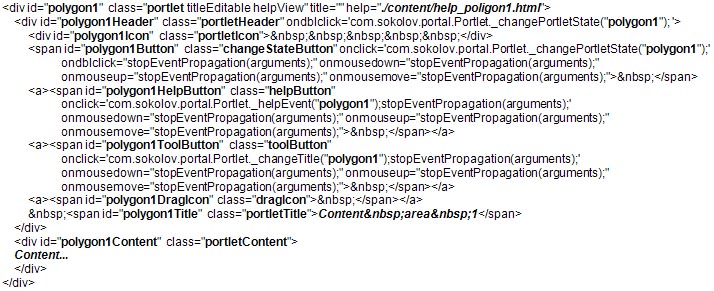 <div id="polygon1" class="portlet titleEditable helpView" title="" help="./content/help_poligon1.html">
<div id="polygon1Header" class="portletHeader" ondblclick='com.sokolov.portal.Portlet._changePortletState("polygon1"); '>
<div id="polygon1Icon" class="portletIcon">&nbsp;&nbsp;&nbsp;&nbsp;&nbsp;</div>
<span id="polygon1Button" class="changeStateButton" onclick='com.sokolov.portal.Portlet._changePortletState("polygon1");'
ondblclick="stopEventPropagation(arguments);" onmousedown="stopEventPropagation(arguments);"
onmouseup="stopEventPropagation(arguments);" onmousemove="stopEventPropagation(arguments);">&nbsp;</span>
<a><span id="polygon1HelpButton" class="helpButton"
onclick='com.sokolov.portal.Portlet._helpEvent("polygon1");stopEventPropagation(arguments);'
onmousedown="stopEventPropagation(arguments);" onmouseup="stopEventPropagation(arguments);"
onmousemove="stopEventPropagation(arguments);">&nbsp;</span></a>
<a><span id="polygon1ToolButton" class="toolButton"
onclick='com.sokolov.portal.Portlet._changeTitle("polygon1");stopEventPropagation(arguments);'
onmousedown="stopEventPropagation(arguments);" onmouseup="stopEventPropagation(arguments);"
onmousemove="stopEventPropagation(arguments);">&nbsp;</span></a>
<a><span id="polygon1DragIcon" class="dragIcon">&nbsp;</span></a>
&nbsp;<span id="polygon1Title" class="portletTitle">Content&nbsp;area&nbsp;1</span>
</div>
<div id="polygon1Content" class="portletContent">
Content...
</div>
</div>